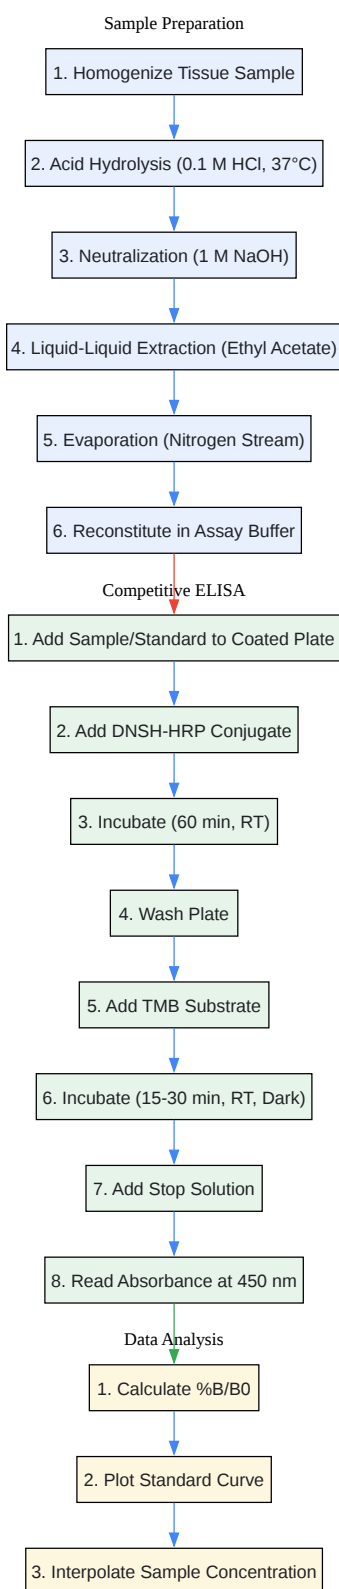 Sample Preparation
1. Homogenize Tissue Sample
2. Acid Hydrolysis (0.1 M HCl, 37°C)
3. Neutralization (1 M NaOH)
4. Liquid-Liquid Extraction (Ethyl Acetate)
5. Evaporation (Nitrogen Stream)
6. Reconstitute in Assay Buffer
Competitive ELISA
1. Add Sample/Standard to Coated Plate
2. Add DNSH-HRP Conjugate
3. Incubate (60 min, RT)
4. Wash Plate
5. Add TMB Substrate
6. Incubate (15-30 min, RT, Dark)
7. Add Stop Solution
8. Read Absorbance at 450 nm
Data Analysis
1. Calculate %B/B0
2. Plot Standard Curve
3. Interpolate Sample Concentration